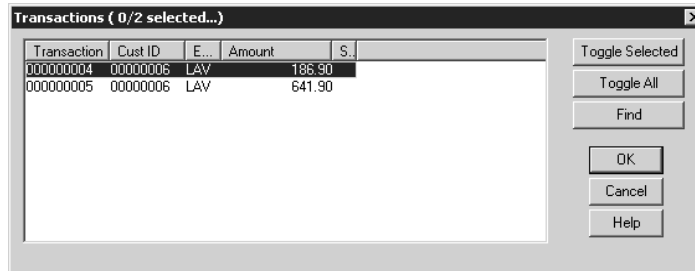 Transactions ( 0/2 selected...)
Transaction Cust ID E... Amount S..
000000004 00000006 LAV 186.90
000000005 00000006 LAV 641.90
Toggle Selected
Toggle All
Find
OK
Cancel
Help